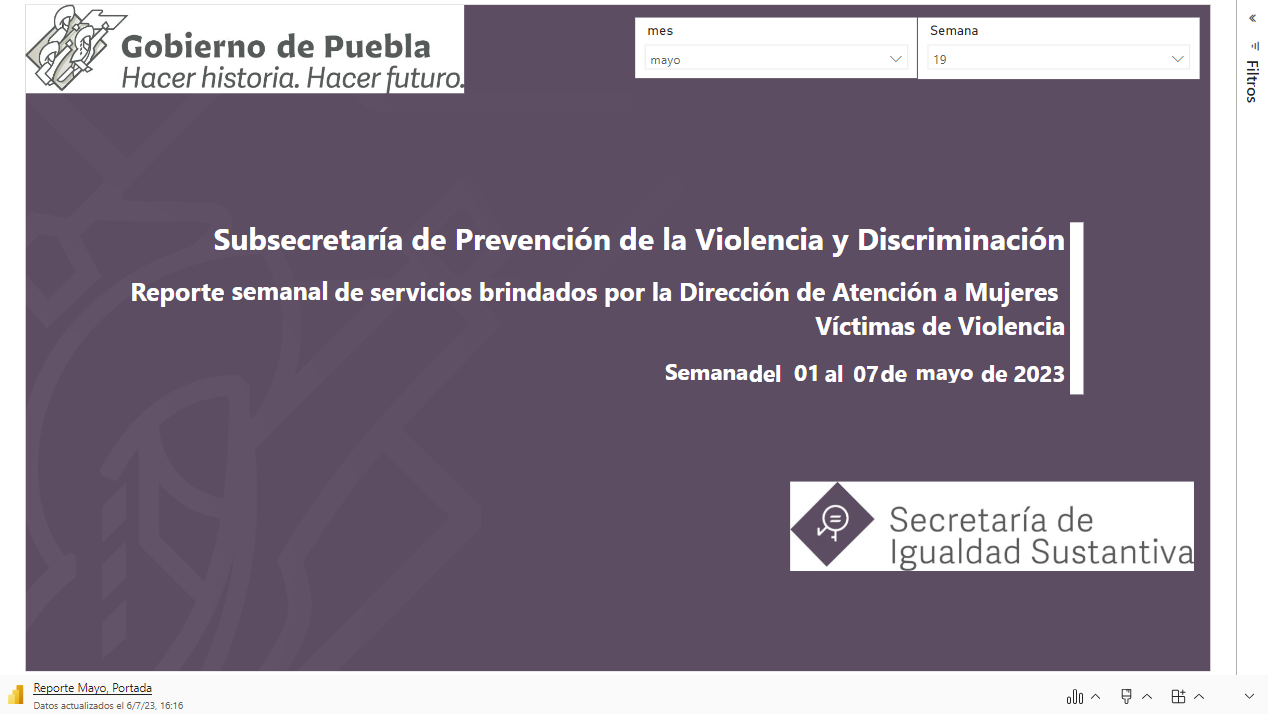 Gobierno de Puebla
Hacer historia. Hacer futuro.
mes
mayo
Semana
19
Filtros
Subsecretaría de Prevención de la Violencia y Discriminación
Reporte semanal de servicios brindados por la Dirección de Atención a Mujeres
Víctimas de Violencia
Semana del 01 al 07 de mayo de 2023
Secretaría de
Igualdad Sustantiva
Reporte Mayo, Portada
Datos actualizados el 6/7/23, 16:16